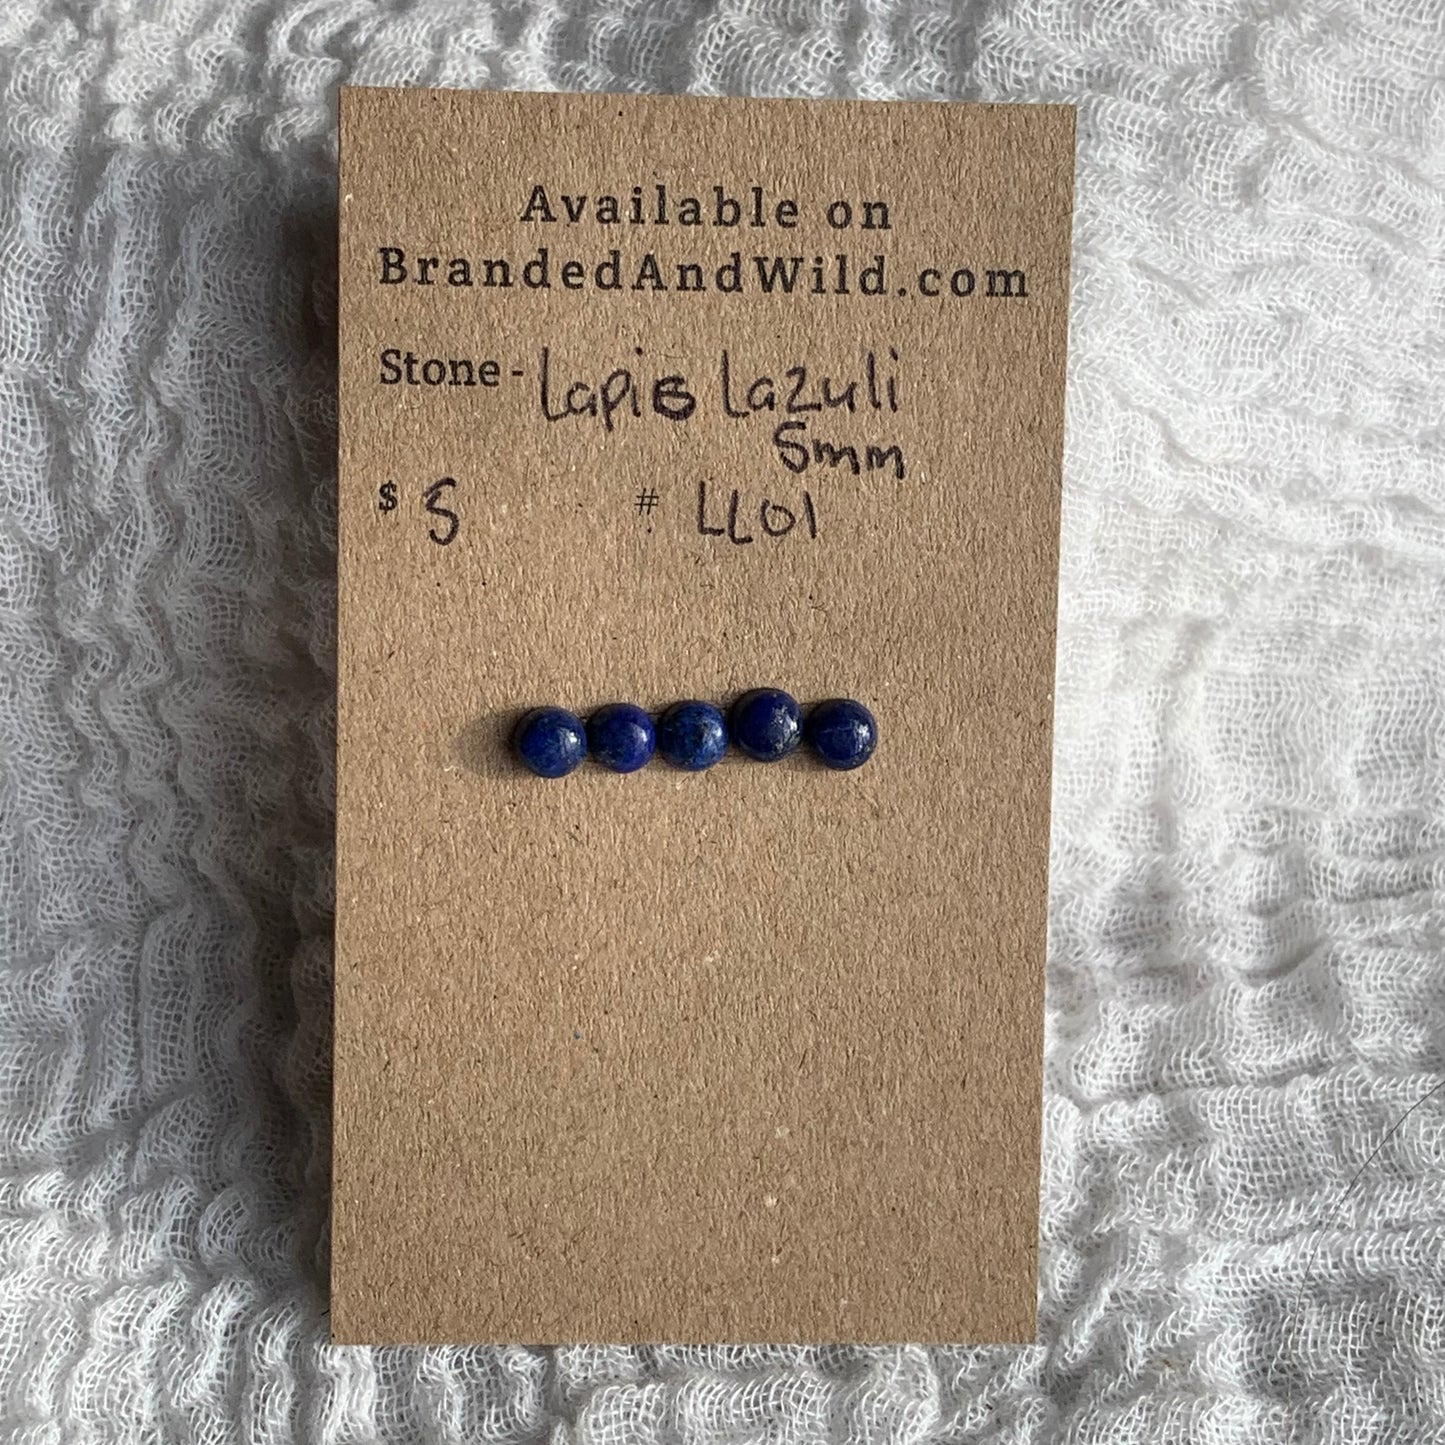 Available on
BrandedAndWild.com
Stone - Lapis Lazuli
5mm
$ 5 # LL01